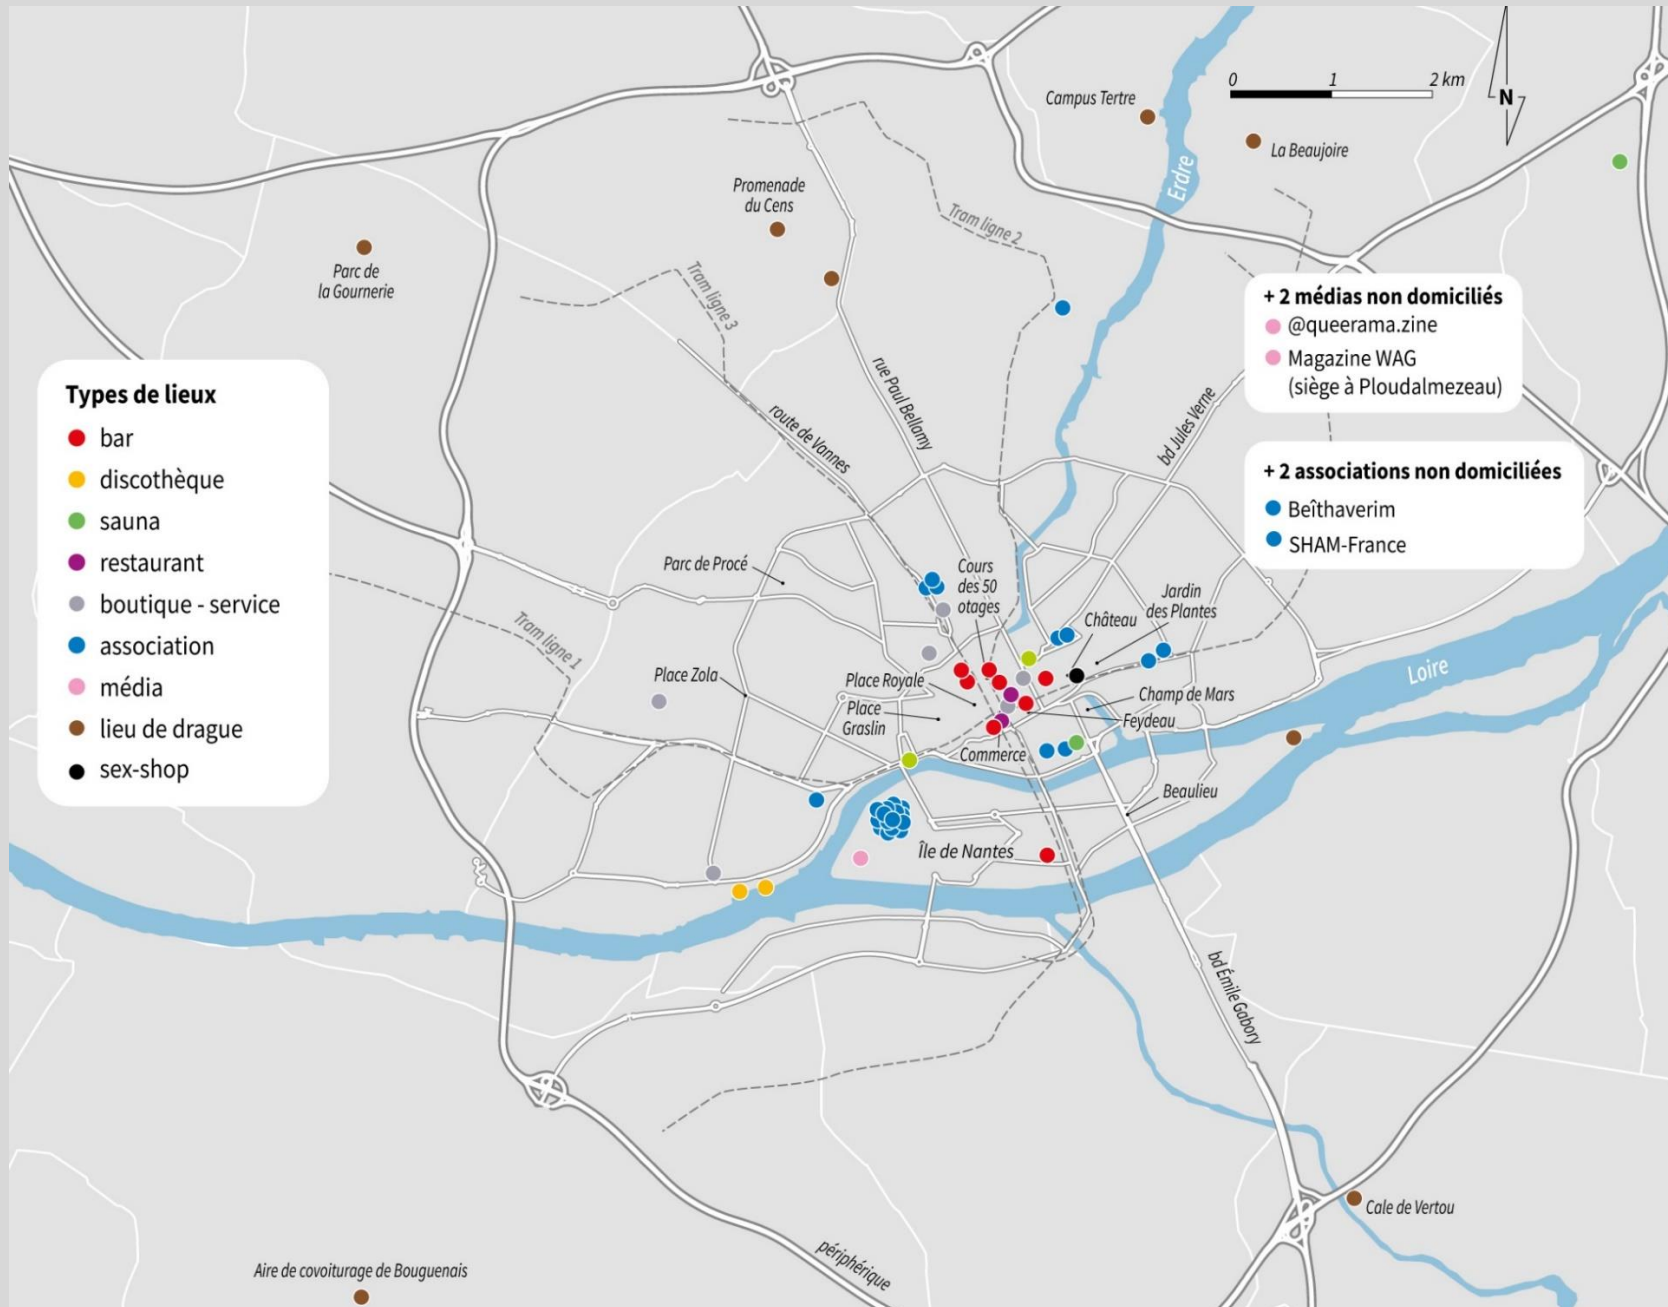 Campus Tertre
0 1 2 km
N
La Beaujoire
Erdre
Promenade
du Cens
Tram ligne 2
Parc de
la Gournerie
Tram ligne 3
+ 2 médias non domiciliés
@queerama.zine
Magazine WAG
(siège à Ploudalmezeau)
rue Paul Bellamy
route de Vannes
bd Jules Verne
Types de lieux
bar
discothèque
sauna
restaurant
boutique - service
association
média
lieu de drague
sex-shop
+ 2 associations non domiciliées
Beîthaverim
SHAM-France
Parc de Procé
Cours
des 50
otages
Jardin
des Plantes
Château
Tram ligne 1
Place Zola
Place Royale
Place
Graslin
Champ de Mars
Feydeau
Commerce
Loire
Beaulieu
Île de Nantes
bd Émile Gabory
Cale de Vertou
périphérique
Aire de covoiturage de Bouguenais